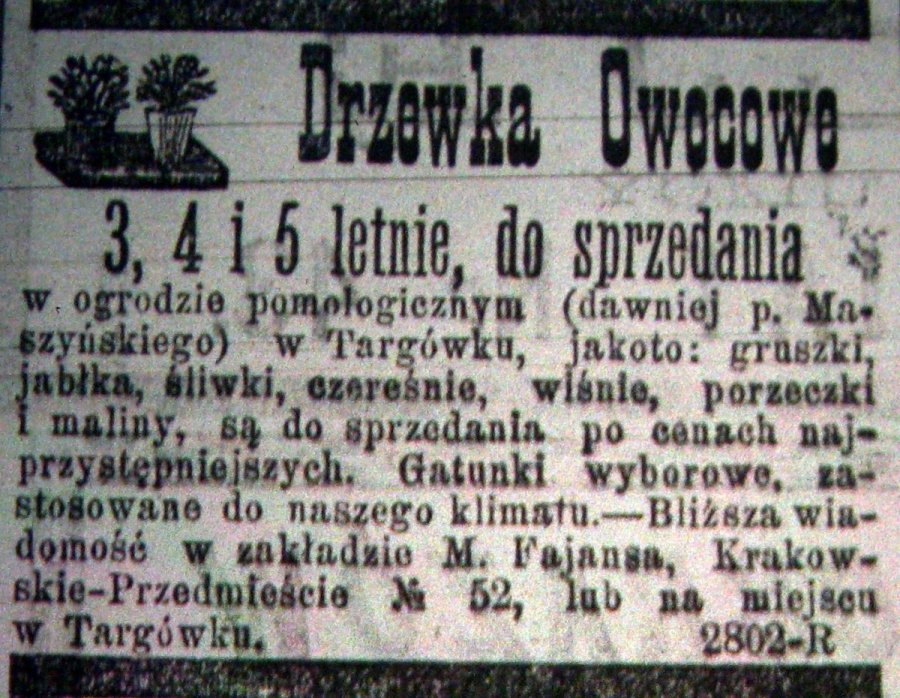 Drzewka Owocowe
3, 4 i 5 letnie, do sprzedania
w ogrodzie pomologicznym (dawniej p. Ma-
szyńskiego) w Targówku, jakoto: gruszki,
jabłka, śliwki, czereśnie, wiśnie, porzeczki
i maliny, są do sprzedania po cenach naj-
przystępniejszych. Gatunki wyborowe, za-
stosowane do naszego klimatu.—Bliższa wia-
domość w zakładzie M. Fajansa, Krakow-
skie-Przedmieście № 52, lub na miejscu
w Targówku. 2802-R